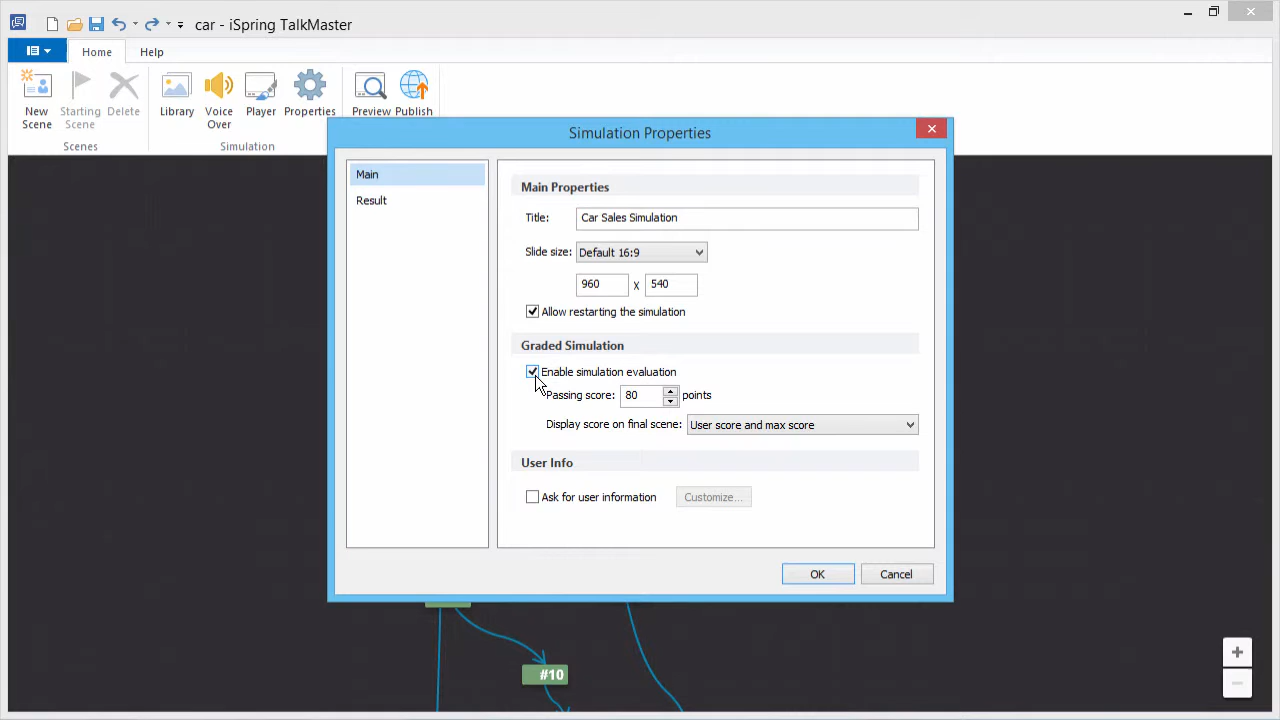 car - iSpring TalkMaster
Home Help
New Scene
Starting Scene
Delete
Library
Voice Over
Player
Properties
Preview
Publish
Scenes
Simulation
Simulation Properties
Main
Result
Main Properties
Title: Car Sales Simulation
Slide size: Default 16:9
960 x 540
Allow restarting the simulation
Graded Simulation
Enable simulation evaluation
Passing score: 80 points
Display score on final scene: User score and max score
User Info
Ask for user information Customize...
OK Cancel
#10